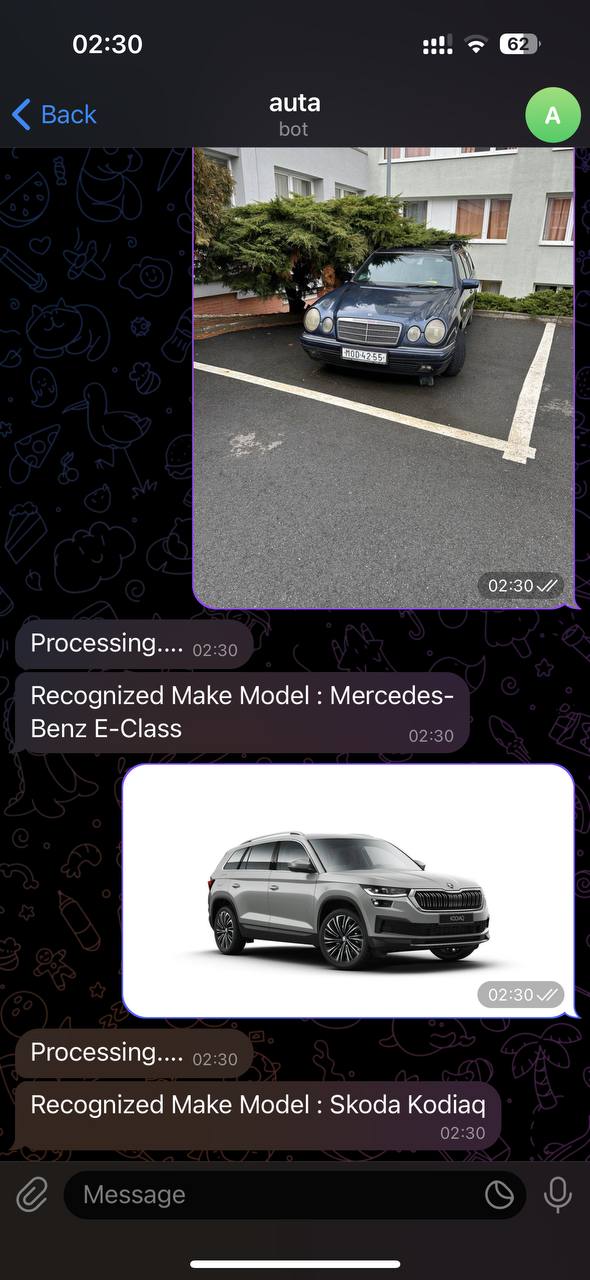 02:30
62
Back
auta
bot
A
MOD-42-55
02:30
Processing.... 02:30
Recognized Make Model : Mercedes-
Benz E-Class
02:30
KODIAQ
02:30
Processing.... 02:30
Recognized Make Model : Skoda Kodiaq
02:30
Message